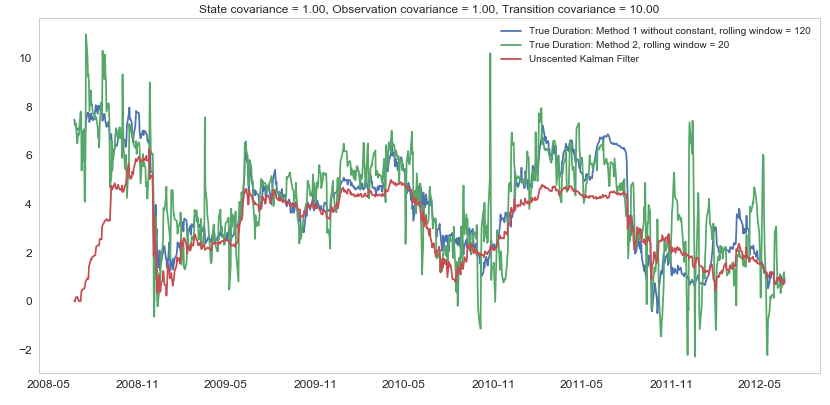 State covariance = 1.00, Observation covariance = 1.00, Transition covariance = 10.00
True Duration: Method 1 without constant, rolling window = 120
True Duration: Method 2, rolling window = 20
Unscented Kalman Filter
10
8
6
4
2
0
−2
2008-05 2008-11 2009-05 2009-11 2010-05 2010-11 2011-05 2011-11 2012-05